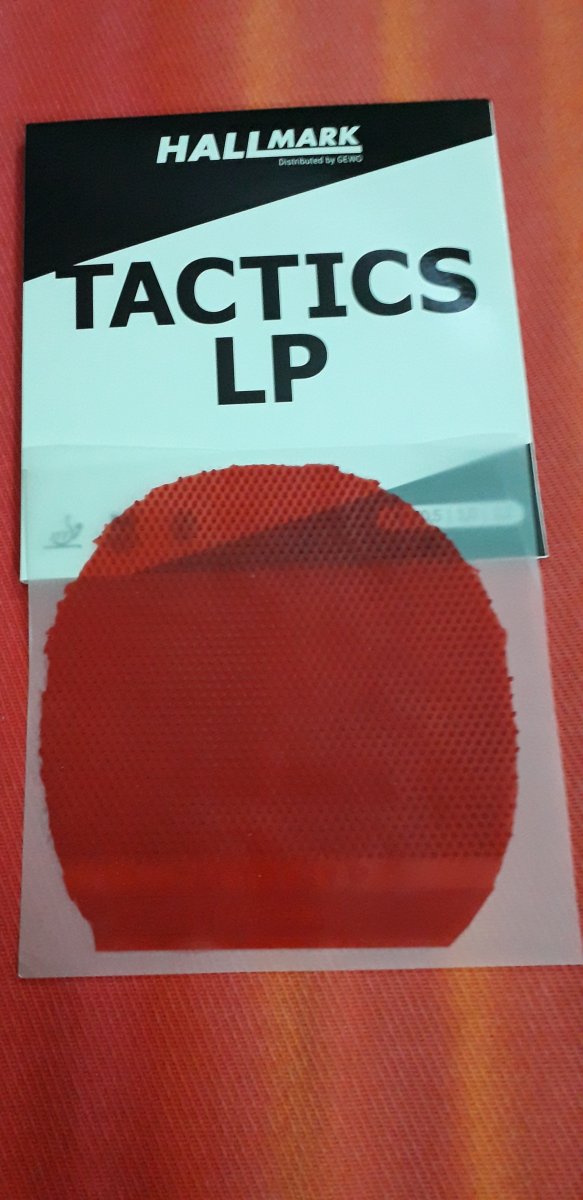 HALLMARK
Distributed by GEWO
TACTICS
LP